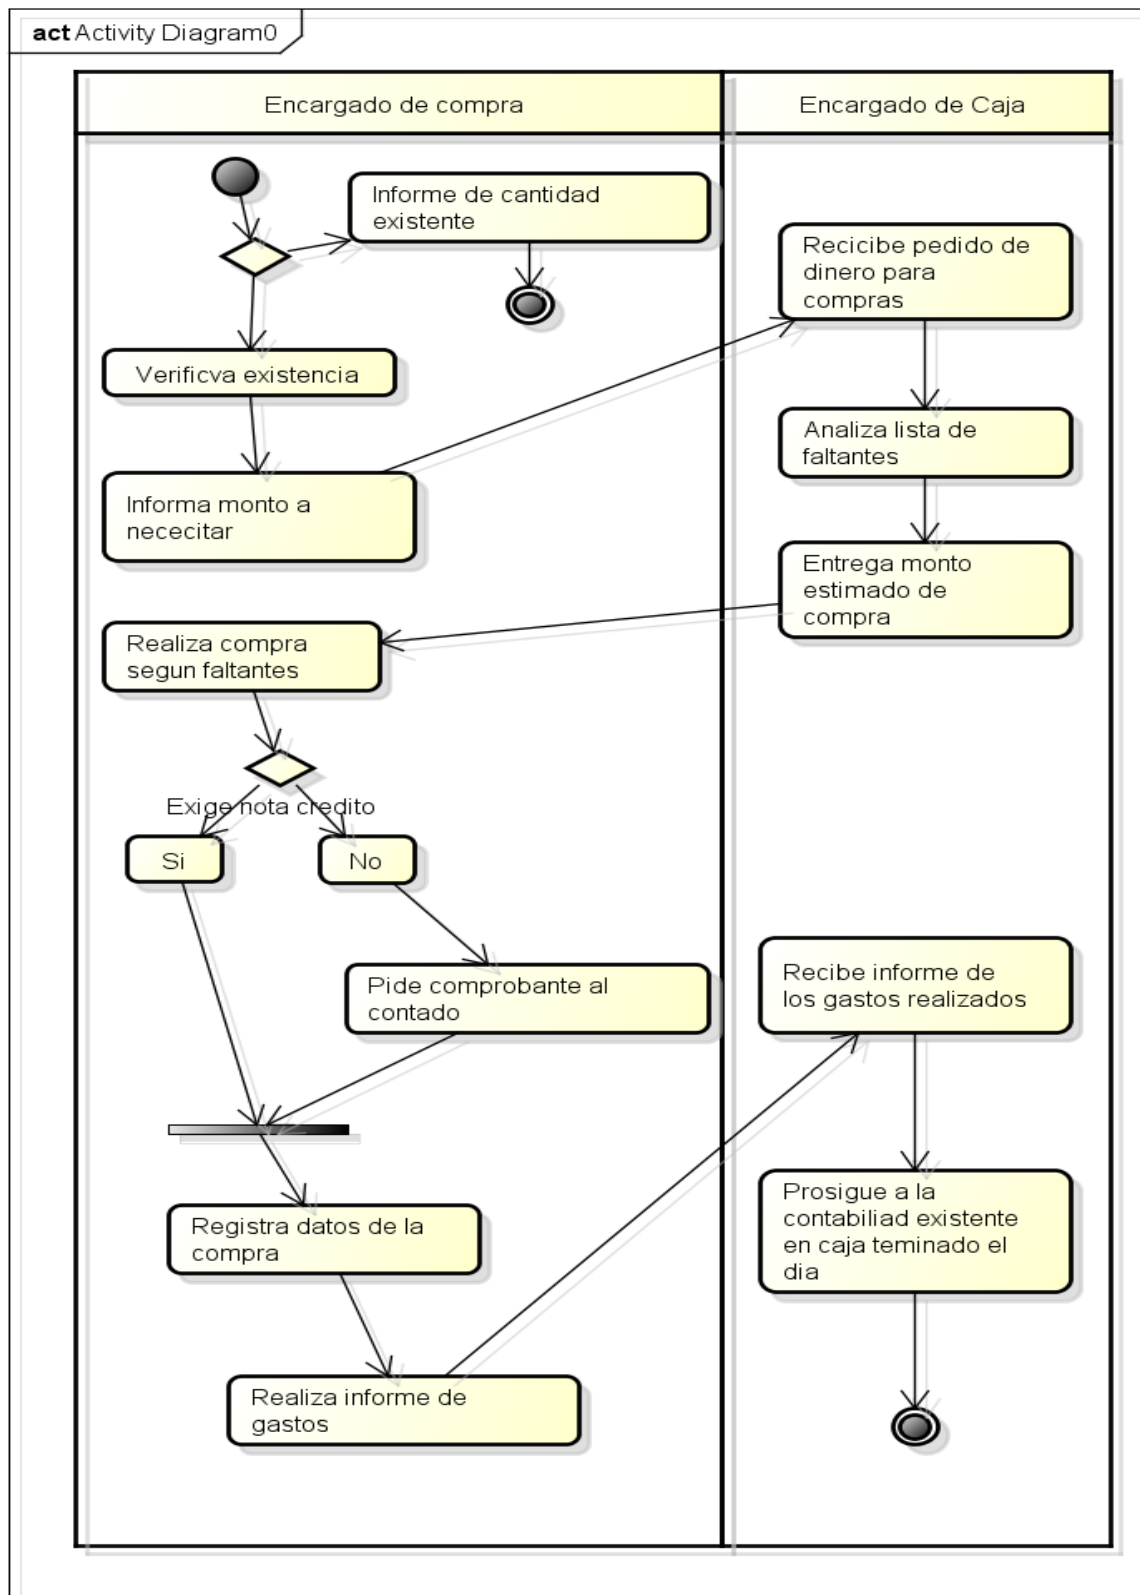 act Activity Diagram0
Encargado de compra
Encargado de Caja
Informe de cantidad
existente
Recicibe pedido de
dinero para
compras
Verificva existencia
Analiza lista de
faltantes
Informa monto a
nececitar
Entrega monto
estimado de
compra
Realiza compra
segun faltantes
Exige nota credito
Si
No
Pide comprobante al
contado
Recibe informe de
los gastos realizados
Registra datos de la
compra
Prosigue a la
contabiliad existente
en caja teminado el
dia
Realiza informe de
gastos